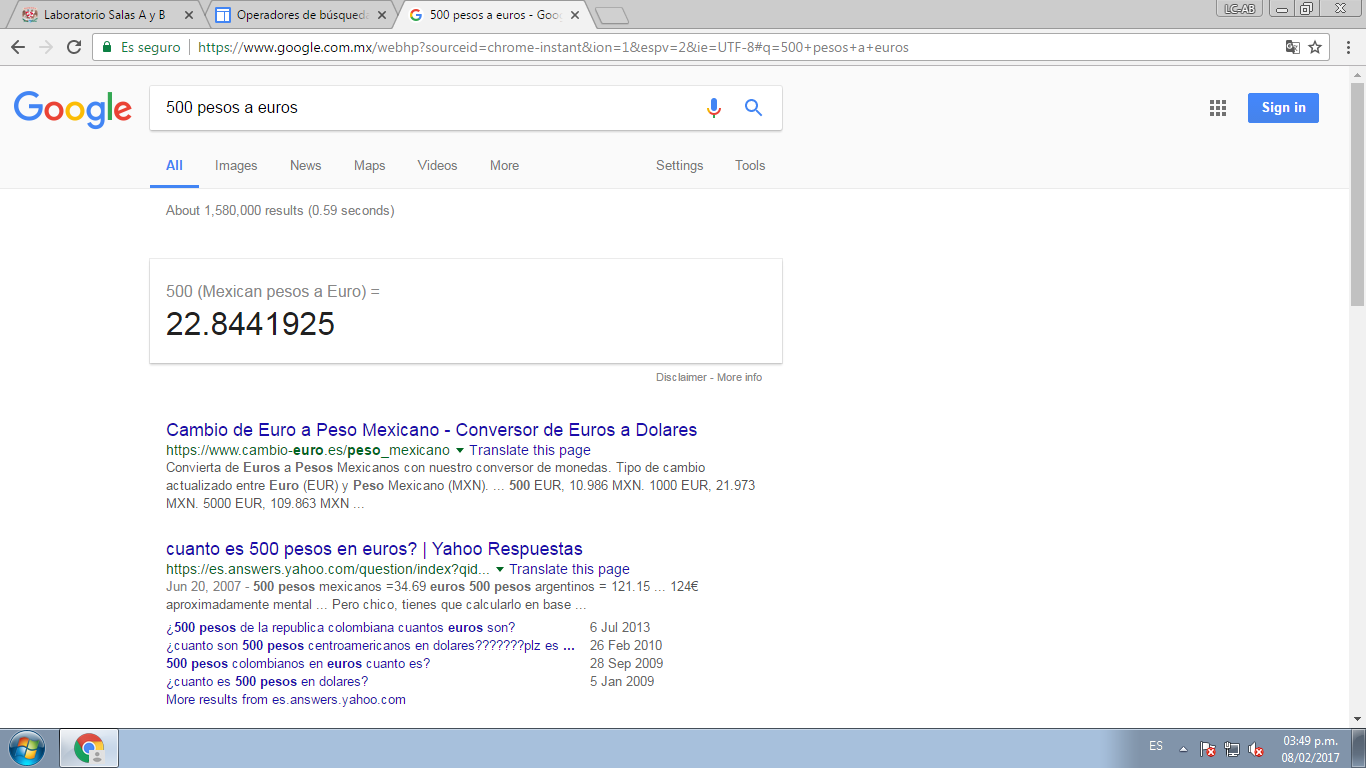 Laboratorio Salas A y B
Operadores de búsqueda
500 pesos a euros - Goo
LC-AB
Es seguro
https://www.google.com.mx/webhp?sourceid=chrome-instant&ion=1&espv=2&ie=UTF-8#q=500+pesos+a+euros
Google
500 pesos a euros
Sign in
All Images News Maps Videos More Settings Tools
About 1,580,000 results (0.59 seconds)
500 (Mexican pesos a Euro) =
22.8441925
Disclaimer - More info
Cambio de Euro a Peso Mexicano - Conversor de Euros a Dolares
https://www.cambio-euro.es/peso_mexicano Translate this page
Convierta de Euros a Pesos Mexicanos con nuestro conversor de monedas. Tipo de cambio
actualizado entre Euro (EUR) y Peso Mexicano (MXN). ... 500 EUR, 10.986 MXN. 1000 EUR, 21.973
MXN. 5000 EUR, 109.863 MXN ...
cuanto es 500 pesos en euros? | Yahoo Respuestas
https://es.answers.yahoo.com/question/index?qid... Translate this page
Jun 20, 2007 - 500 pesos mexicanos =34.69 euros 500 pesos argentinos = 121.15 ... 124€
aproximadamente mental ... Pero chico, tienes que calcularlo en base ...
¿500 pesos de la republica colombiana cuantos euros son? 6 Jul 2013
¿cuanto son 500 pesos centroamericanos en dolares???????plz es ... 26 Feb 2010
500 pesos colombianos en euros cuanto es? 28 Sep 2009
¿cuanto es 500 pesos en dolares? 5 Jan 2009
More results from es.answers.yahoo.com
ES
03:49 p.m.
08/02/2017